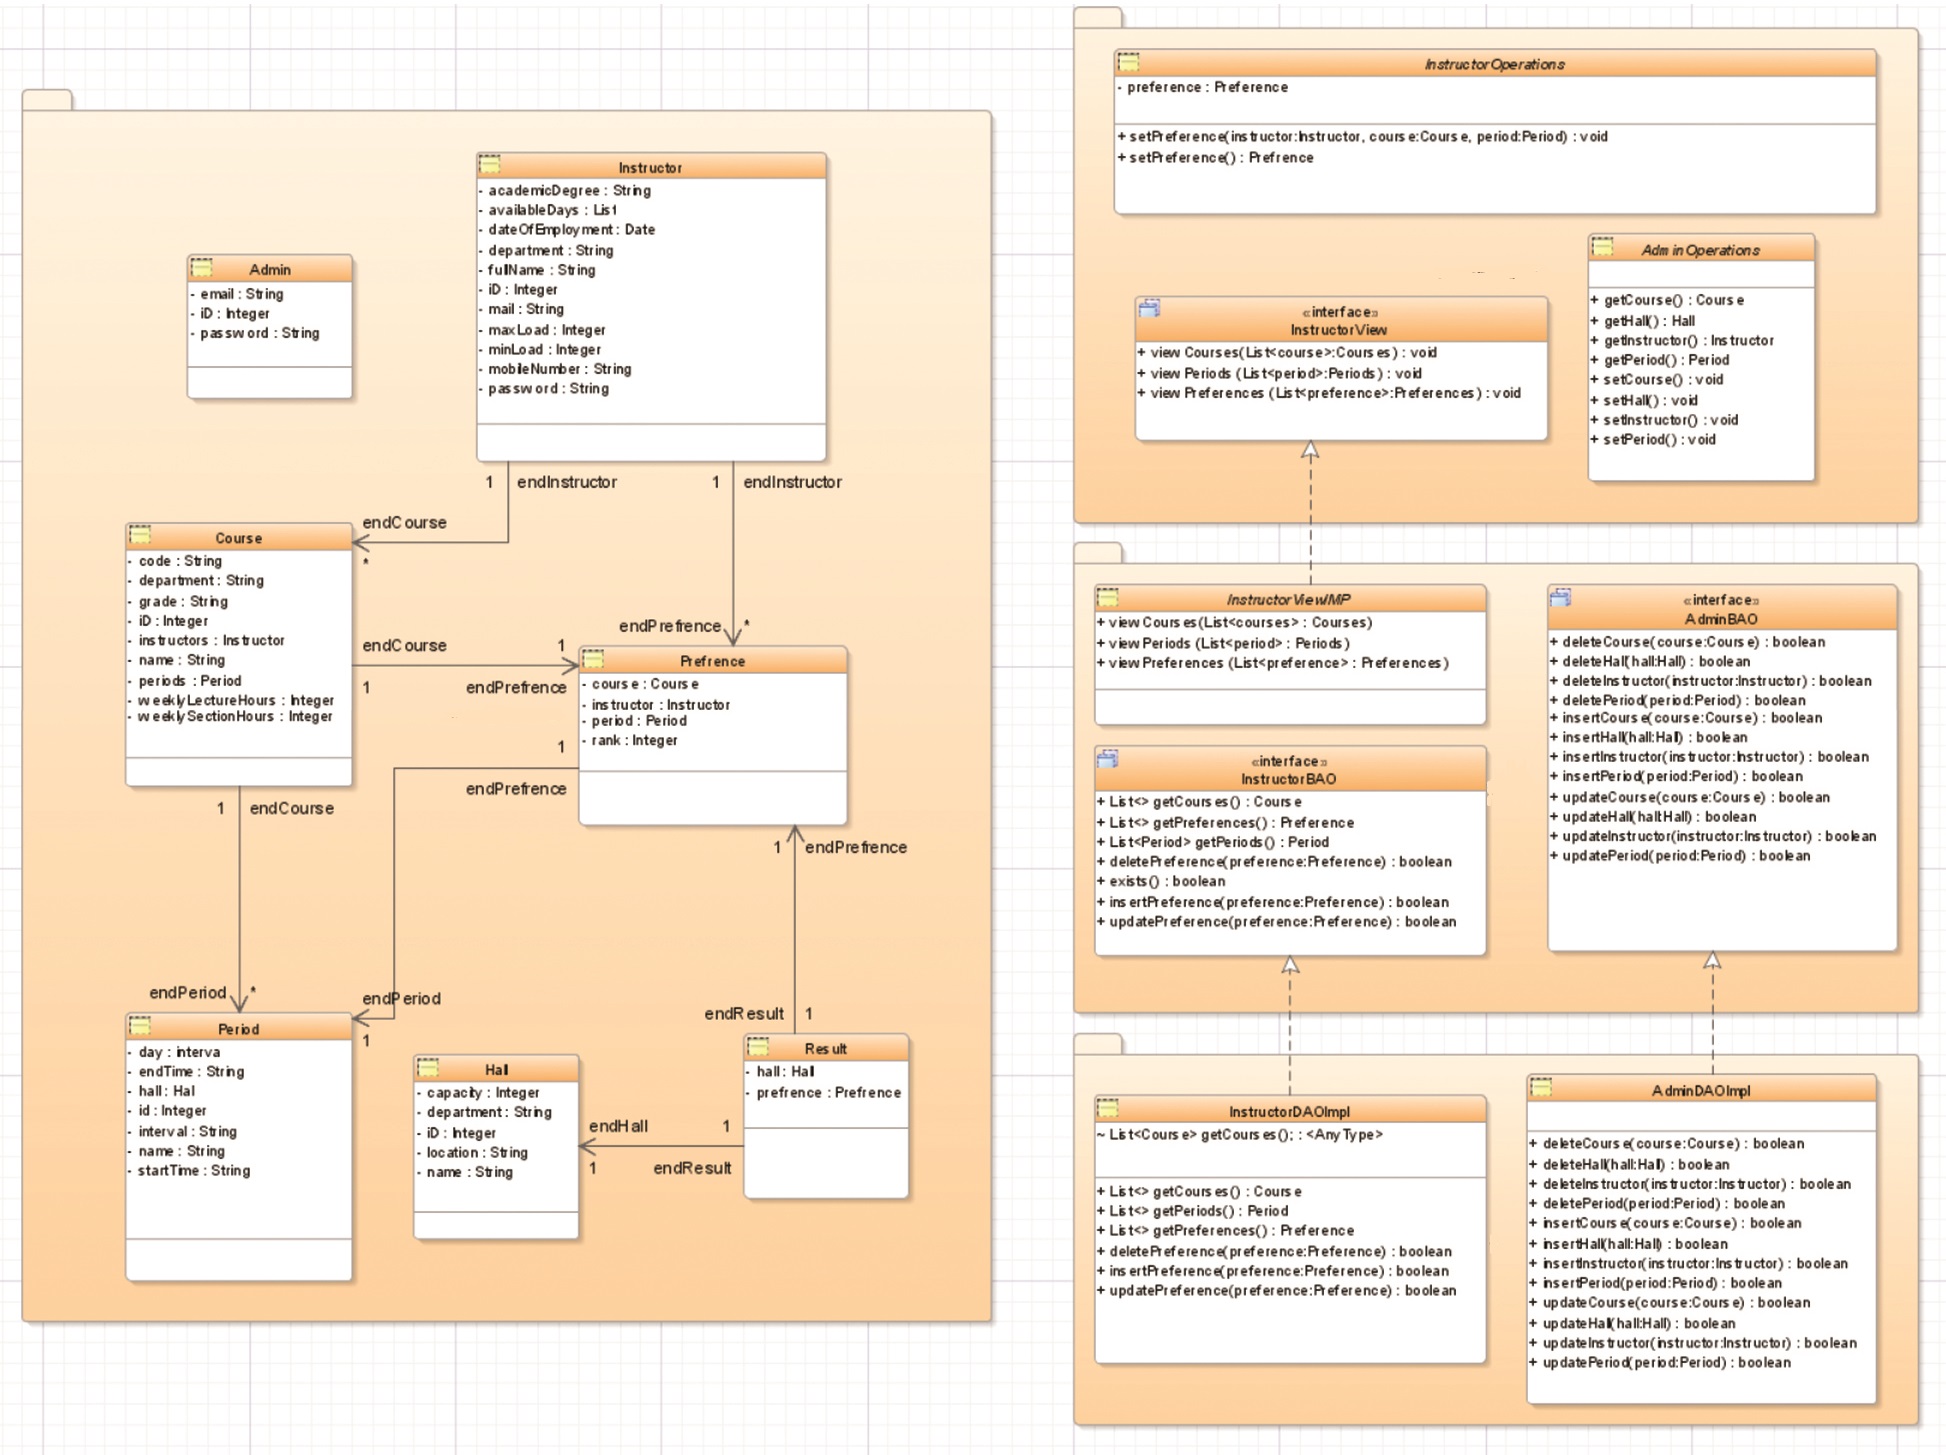 Instructor
- academicDegree : String
- availableDays : List
- dateOfEmployment : Date
- department : String
- fullName : String
- iD : Integer
- mail : String
- maxLoad : Integer
- minLoad : Integer
- mobileNumber : String
- password : String
Admin
- email : String
- iD : Integer
- password : String
1 endInstructor
1 endInstructor
endCourse
*
Course
- code : String
- department : String
- grade : String
- iD : Integer
- instructors : Instructor
- name : String
- periods : Period
- weeklyLectureHours : Integer
- weeklySectionHours : Integer
endPrefrence *
endCourse 1
1 endPrefrence
Prefrence
- course : Course
- instructor : Instructor
- period : Period
- rank : Integer
1
endPrefrence
1 endCourse
1 endPrefrence
endPeriod *
endPeriod
1
Period
- day : interva
- endTime : String
- hall : Hal
- id : Integer
- interval : String
- name : String
- startTime : String
Hall
- capacity : Integer
- department : String
- iD : Integer
- location : String
- name : String
endResult 1
Result
- hall : Hall
- prefrence : Prefrence
endHall 1
1 endResult
InstructorOperations
- preference : Preference
+ setPreference(instructor:Instructor, course:Course, period:Period) : void
+ setPreference() : Prefrence
«interface»
InstructorView
+ view Courses(List<course>:Courses) : void
+ view Periods (List<period>:Periods) : void
+ view Preferences (List<preference>:Preferences) : void
AdminOperations
+ getCourse() : Course
+ getHall() : Hall
+ getInstructor() : Instructor
+ getPeriod() : Period
+ setCourse() : void
+ setHall() : void
+ setInstructor() : void
+ setPeriod() : void
InstructorViewIMP
+ view Courses(List<courses> : Courses)
+ view Periods (List<period> : Periods)
+ view Preferences (List<preference> : Preferences)
«interface»
InstructorBAO
+ List<> getCourses() : Course
+ List<> getPreferences() : Preference
+ List<Period> getPeriods() : Period
+ deletePreference(preference:Preference) : boolean
+ exists() : boolean
+ insertPreference(preference:Preference) : boolean
+ updatePreference(preference:Preference) : boolean
«interface»
AdminBAO
+ deleteCourse(course:Course) : boolean
+ deleteHall(hall:Hall) : boolean
+ deleteInstructor(instructor:Instructor) : boolean
+ deletePeriod(period:Period) : boolean
+ insertCourse(course:Course) : boolean
+ insertHall(hall:Hall) : boolean
+ insertInstructor(instructor:Instructor) : boolean
+ insertPeriod(period:Period) : boolean
+ updateCourse(course:Course) : boolean
+ updateHall(hall:Hall) : boolean
+ updateInstructor(instructor:Instructor) : boolean
+ updatePeriod(period:Period) : boolean
InstructorDAOImpl
~ List<Course> getCourses(); : <AnyType>
+ List<> getCourses() : Course
+ List<> getPeriods() : Period
+ List<> getPreferences() : Preference
+ deletePreference(preference:Preference) : boolean
+ insertPreference(preference:Preference) : boolean
+ updatePreference(preference:Preference) : boolean
AdminDAOImpl
+ deleteCourse(course:Course) : boolean
+ deleteHall(hall:Hall) : boolean
+ deleteInstructor(instructor:Instructor) : boolean
+ deletePeriod(period:Period) : boolean
+ insertCourse(course:Course) : boolean
+ insertHall(hall:Hall) : boolean
+ insertInstructor(instructor:Instructor) : boolean
+ insertPeriod(period:Period) : boolean
+ updateCourse(course:Course) : boolean
+ updateHall(hall:Hall) : boolean
+ updateInstructor(instructor:Instructor) : boolean
+ updatePeriod(period:Period) : boolean